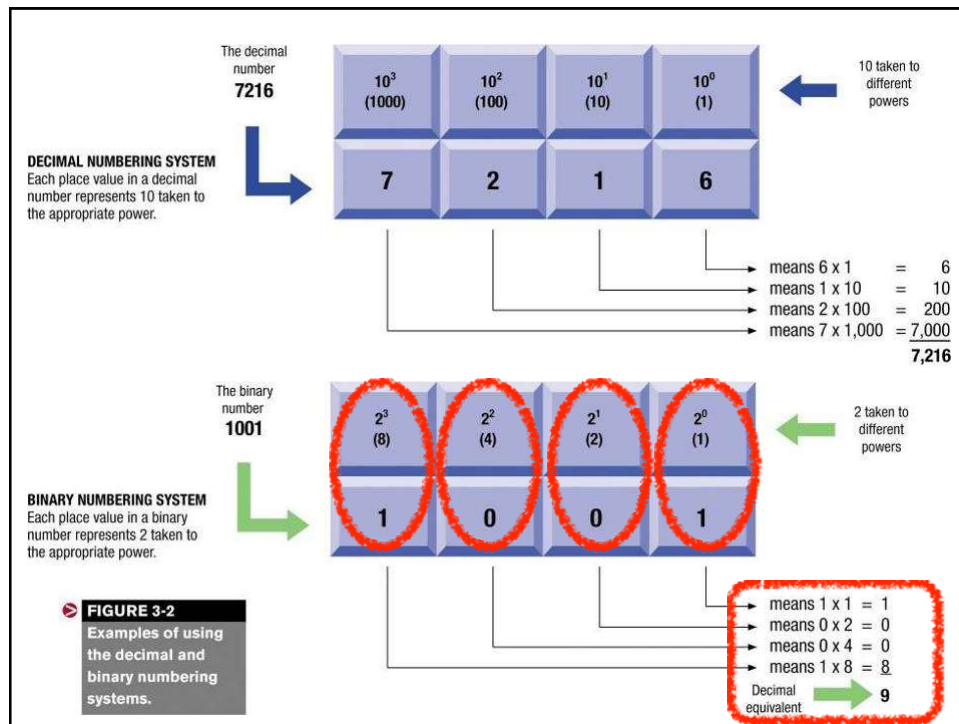 The decimal
number
7216
10³ 10² 10¹ 10⁰
(1000) (100) (10) (1)
10 taken to
different
powers
DECIMAL NUMBERING SYSTEM
Each place value in a decimal
number represents 10 taken to
the appropriate power.
7 2 1 6
means 6 x 1 = 6
means 1 x 10 = 10
means 2 x 100 = 200
means 7 x 1,000 = 7,000
7,216
The binary
number
1001
2³ 2² 2¹ 2⁰
(8) (4) (2) (1)
2 taken to
different
powers
BINARY NUMBERING SYSTEM
Each place value in a binary
number represents 2 taken to
the appropriate power.
1 0 0 1
means 1 x 1 = 1
means 0 x 2 = 0
means 0 x 4 = 0
means 1 x 8 = 8
Decimal
equivalent
9
FIGURE 3-2
Examples of using
the decimal and
binary numbering
systems.